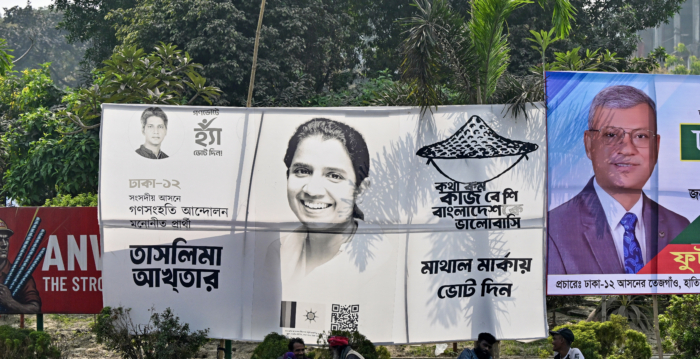 গণভোটে
হ্যাঁ
ভোট দিন!
ঢাকা-১২
সংসদীয় আসনে
গণসংহতি আন্দোলন
মনোনীত প্রার্থী
তাসলিমা
আখ্‌তার
কথা কম
কাজ বেশি
বাংলাদেশ কে
ভালোবাসি
মাথাল মার্কায়
ভোট দিন
ANW
THE STRO
ফু
প্রচারেঃ ঢাকা-১২ আসনের তেজগাঁও, হাতি